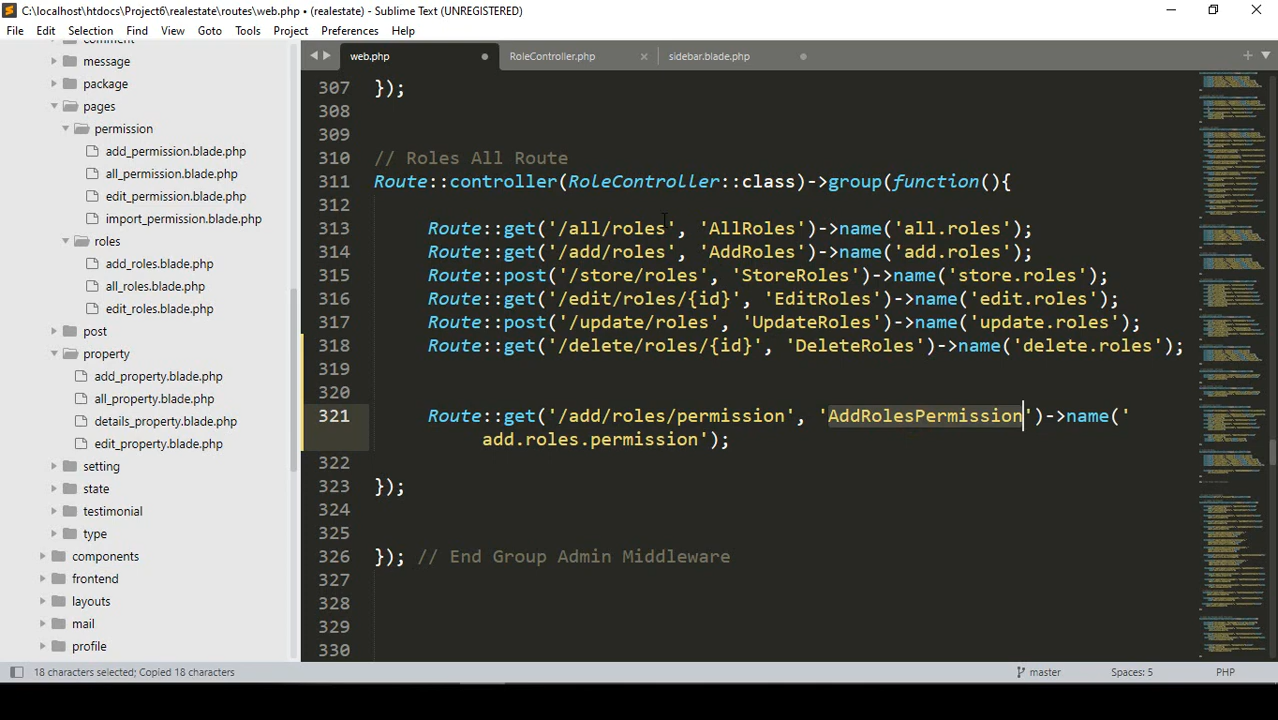 C:\localhost\htdocs\Project6\realestate\routes\web.php • (realestate) - Sublime Text (UNREGISTERED)
File Edit Selection Find View Goto Tools Project Preferences Help
message
package
pages
permission
add_permission.blade.php
all_permission.blade.php
edit_permission.blade.php
import_permission.blade.php
roles
add_roles.blade.php
all_roles.blade.php
edit_roles.blade.php
post
property
add_property.blade.php
all_property.blade.php
details_property.blade.php
edit_property.blade.php
setting
state
testimonial
type
components
frontend
layouts
mail
profile
web.php RoleController.php sidebar.blade.php
307 });
308
309
310 // Roles All Route
311 Route::controller(RoleController::class)->group(function(){
312
313 Route::get('/all/roles', 'AllRoles')->name('all.roles');
314 Route::get('/add/roles', 'AddRoles')->name('add.roles');
315 Route::post('/store/roles', 'StoreRoles')->name('store.roles');
316 Route::get('/edit/roles/{id}', 'EditRoles')->name('edit.roles');
317 Route::post('/update/roles', 'UpdateRoles')->name('update.roles');
318 Route::get('/delete/roles/{id}', 'DeleteRoles')->name('delete.roles');
319
320
321 Route::get('/add/roles/permission', 'AddRolesPermission')->name('
add.roles.permission');
322
323 });
324
325
326 }); // End Group Admin Middleware
327
328
329
330
18 characters selected; Copied 18 characters master Spaces: 5 PHP